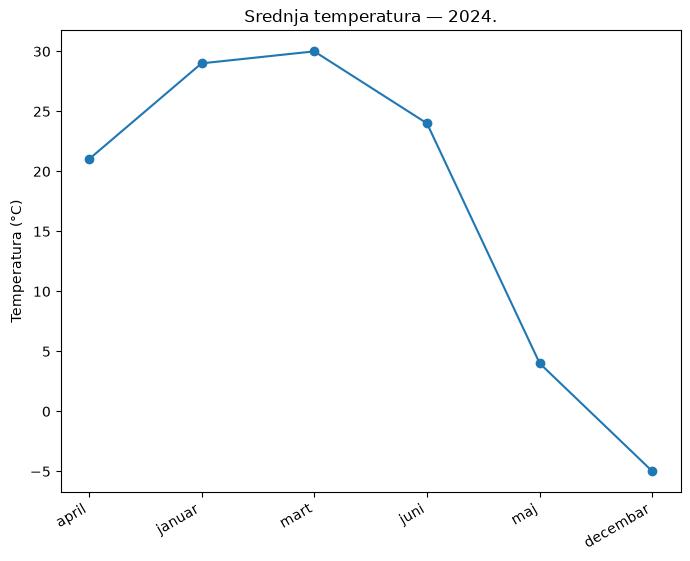 Srednja temperatura — 2024.
Temperatura (°C)
30
25
20
15
10
5
0
−5
april
januar
mart
juni
maj
decembar